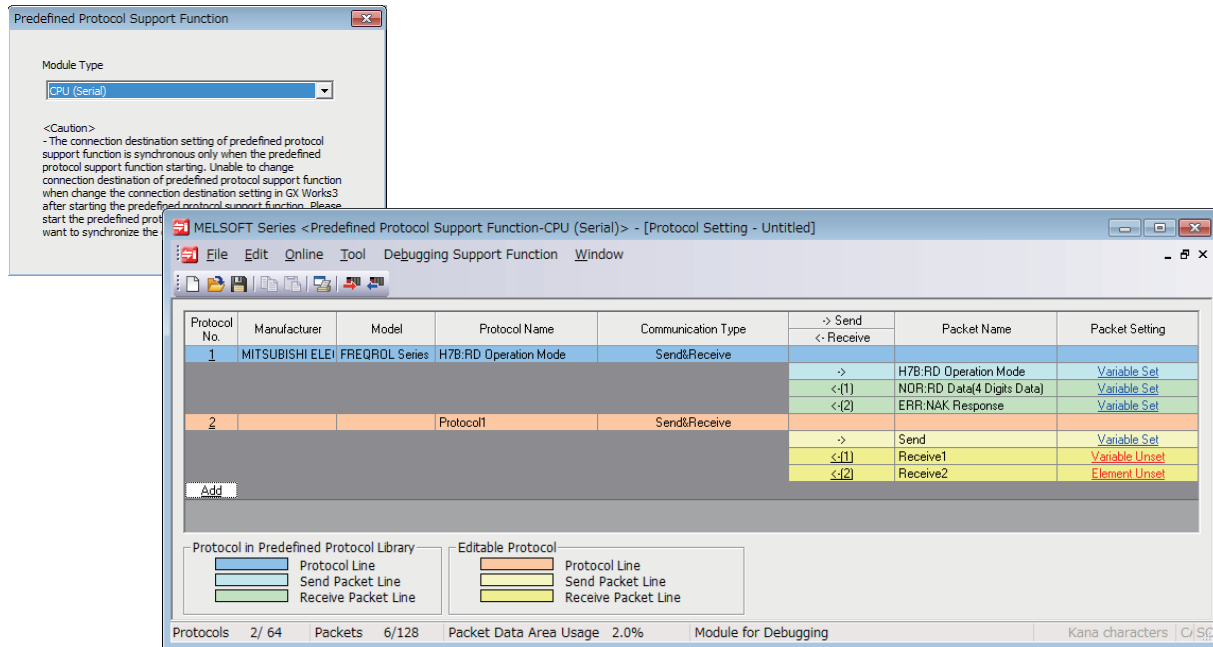 Predefined Protocol Support Function
Module Type
CPU (Serial)
<Caution>
- The connection destination setting of predefined protocol
support function is synchronous only when the predefined
protocol support function starting. Unable to change
connection destination of predefined protocol support function
when change the connection destination setting in GX Works3
after starting the predefined protocol support function. Please
start the predefined prot
want to synchronize the
MELSOFT Series <Predefined Protocol Support Function-CPU (Serial)> - [Protocol Setting - Untitled]
File Edit Online Tool Debugging Support Function Window
Protocol No. Manufacturer Model Protocol Name Communication Type -> Send <- Receive Packet Name Packet Setting
1 MITSUBISHI ELE FREQROL Series H7B:RD Operation Mode Send&Receive
-> H7B:RD Operation Mode Variable Set
<-(1) NOR:RD Data(4 Digits Data) Variable Set
<-(2) ERR:NAK Response Variable Set
2 Protocol1 Send&Receive
-> Send Variable Set
<-(1) Receive1 Variable Unset
<-(2) Receive2 Element Unset
Add
Protocol in Predefined Protocol Library
Protocol Line
Send Packet Line
Receive Packet Line
Editable Protocol
Protocol Line
Send Packet Line
Receive Packet Line
Protocols 2/ 64 Packets 6/128 Packet Data Area Usage 2.0% Module for Debugging Kana characters